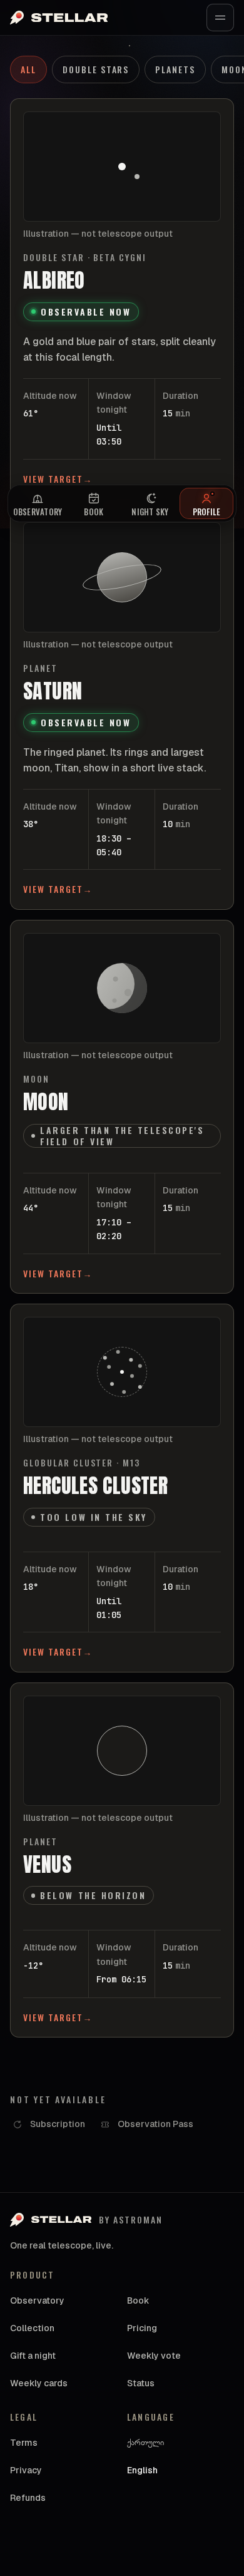 STELLAR
ALL
DOUBLE STARS
PLANETS
MOON
Illustration — not telescope output
DOUBLE STAR · BETA CYGNI
ALBIREO
OBSERVABLE NOW
A gold and blue pair of stars, split cleanly
at this focal length.
Altitude now
61°
Window
tonight
Until
03:50
Duration
15 min
VIEW TARGET→
OBSERVATORY
BOOK
NIGHT SKY
PROFILE
Illustration — not telescope output
PLANET
SATURN
OBSERVABLE NOW
The ringed planet. Its rings and largest
moon, Titan, show in a short live stack.
Altitude now
38°
Window
tonight
18:30 –
05:40
Duration
10 min
VIEW TARGET→
Illustration — not telescope output
MOON
MOON
LARGER THAN THE TELESCOPE'S
FIELD OF VIEW
Altitude now
44°
Window
tonight
17:10 –
02:20
Duration
15 min
VIEW TARGET→
Illustration — not telescope output
GLOBULAR CLUSTER · M13
HERCULES CLUSTER
TOO LOW IN THE SKY
Altitude now
18°
Window
tonight
Until
01:05
Duration
10 min
VIEW TARGET→
Illustration — not telescope output
PLANET
VENUS
BELOW THE HORIZON
Altitude now
-12°
Window
tonight
From 06:15
Duration
15 min
VIEW TARGET→
NOT YET AVAILABLE
Subscription
Observation Pass
STELLAR BY ASTROMAN
One real telescope, live.
PRODUCT
Observatory
Book
Collection
Pricing
Gift a night
Weekly vote
Weekly cards
Status
LEGAL
LANGUAGE
Terms
ქართული
Privacy
English
Refunds